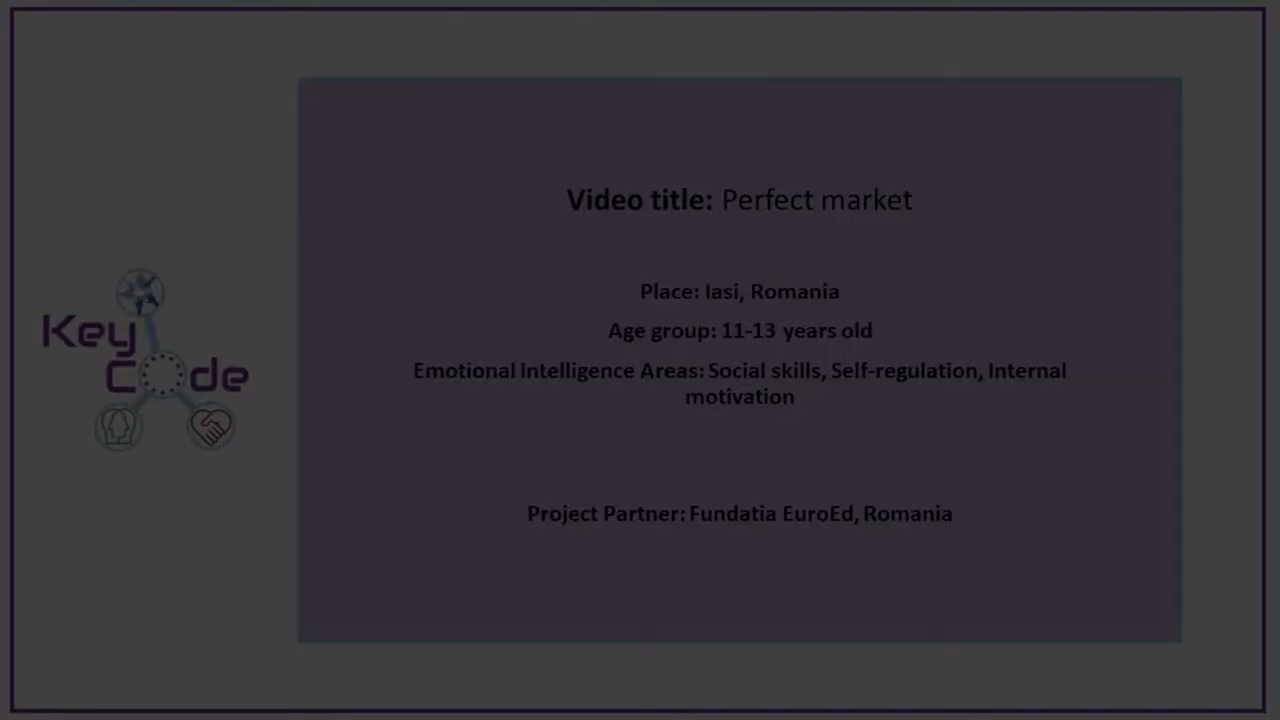 Video title: Perfect market
Place: Iasi, Romania
Age group: 11-13 years old
Emotional Intelligence Areas: Social skills, Self-regulation, Internal
motivation
Project Partner: Fundatia EuroEd, Romania
Key
Code